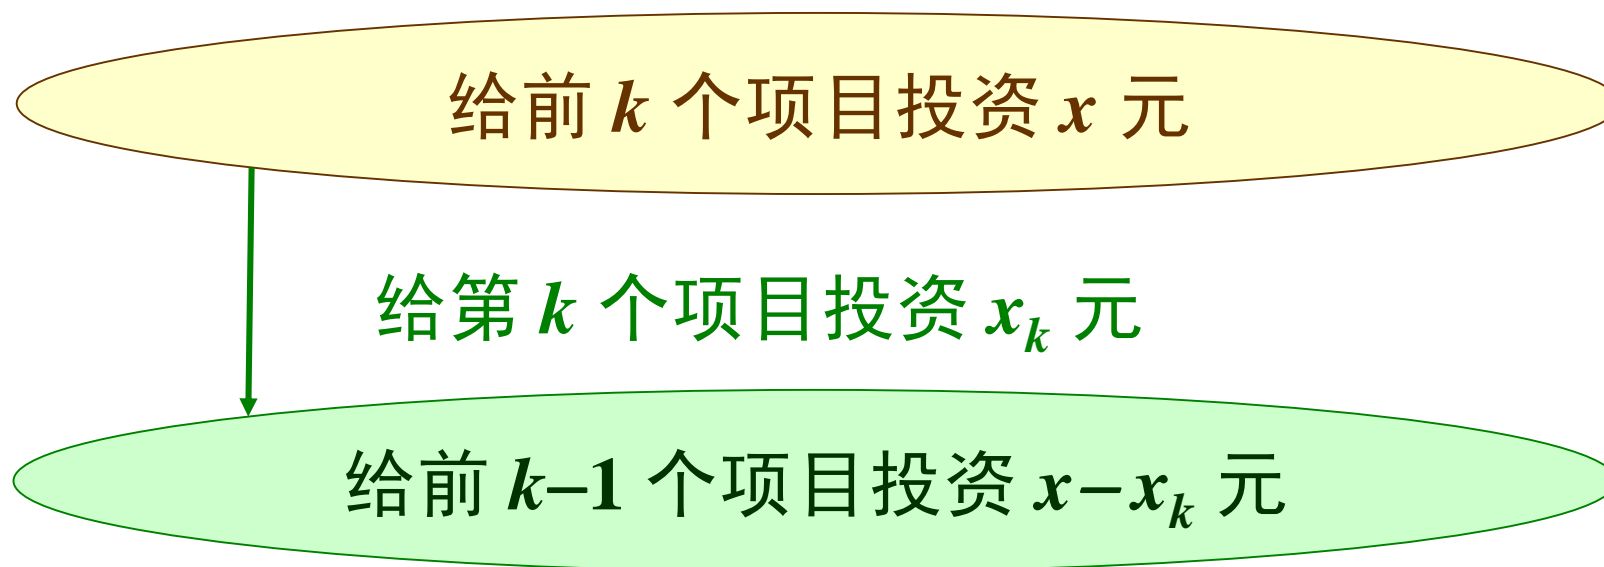 给前 k 个项目投资 x 元
给第 k 个项目投资 xₖ 元
给前 k–1 个项目投资 x – xₖ 元